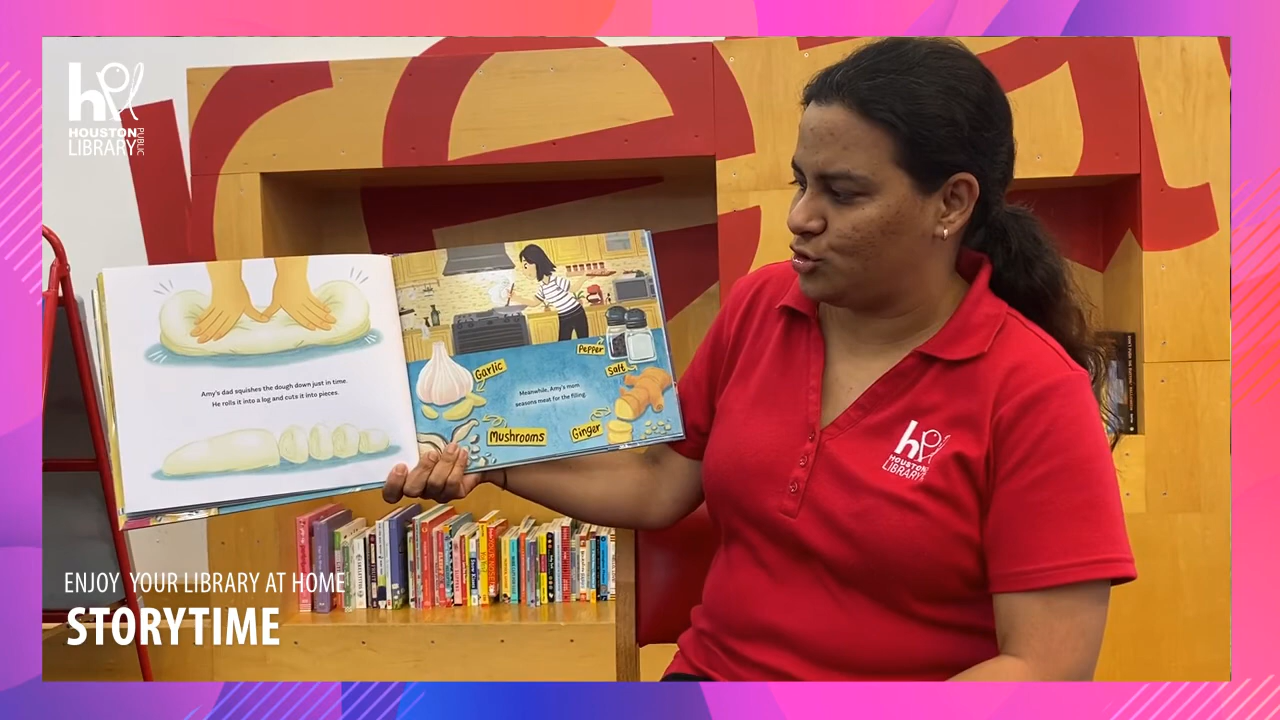 hpl
HOUSTON
PUBLIC
LIBRARY
Amy's dad squishes the dough down just in time.
He rolls it into a log and cuts it into pieces.
Pepper
Salt
Garlic
Meanwhile, Amy's mom
seasons meat for the filling.
Mushrooms
Ginger
hpl
HOUSTON
LIBRARY
ENJOY YOUR LIBRARY AT HOME
STORYTIME